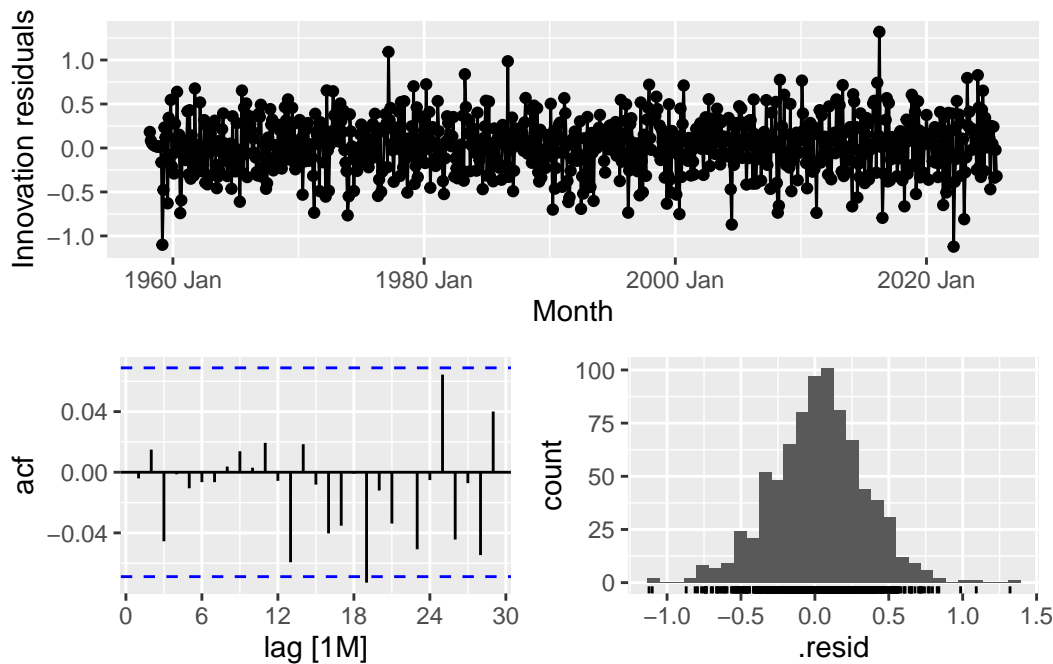 Innovation residuals
1.0
0.5
0.0
−0.5
−1.0
1960 Jan 1980 Jan 2000 Jan 2020 Jan
Month
acf
0.04
0.00
−0.04
0 6 12 18 24 30
lag [1M]
count
100
75
50
25
0
−1.0 −0.5 0.0 0.5 1.0 1.5
.resid